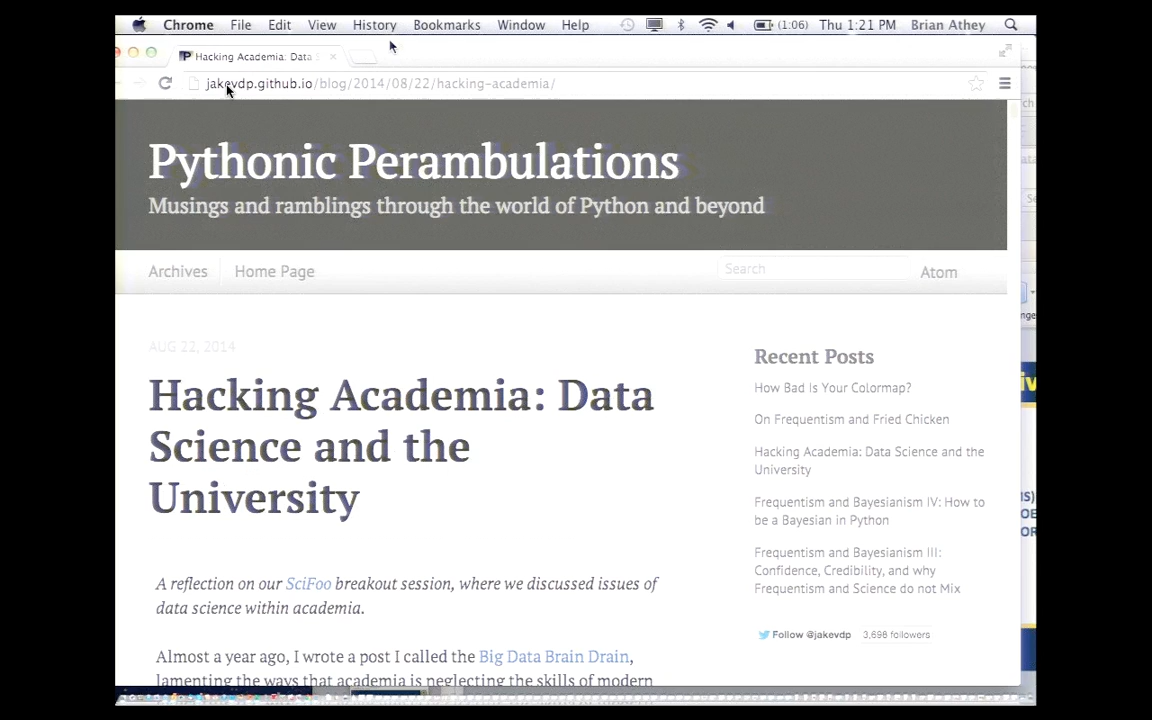 Chrome File Edit View History Bookmarks Window Help (1:06) Thu 1:21 PM Brian Athey
Hacking Academia: Data
jakevdp.github.io/blog/2014/08/22/hacking-academia/
Pythonic Perambulations
Musings and ramblings through the world of Python and beyond
Archives Home Page Search Atom
AUG 22, 2014
Hacking Academia: Data
Science and the
University
A reflection on our SciFoo breakout session, where we discussed issues of
data science within academia.
Almost a year ago, I wrote a post I called the Big Data Brain Drain,
lamenting the ways that academia is neglecting the skills of modern
Recent Posts
How Bad Is Your Colormap?
On Frequentism and Fried Chicken
Hacking Academia: Data Science and the
University
Frequentism and Bayesianism IV: How to
be a Bayesian in Python
Frequentism and Bayesianism III:
Confidence, Credibility, and why
Frequentism and Science do not Mix
Follow @jakevdp 3,698 followers